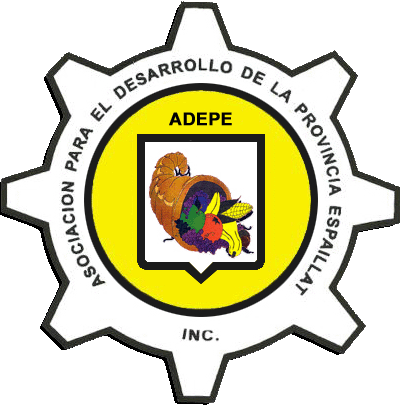 ASOCIACION PARA EL DESARROLLO DE LA PROVINCIA ESPAILLAT
ADEPE
INC.